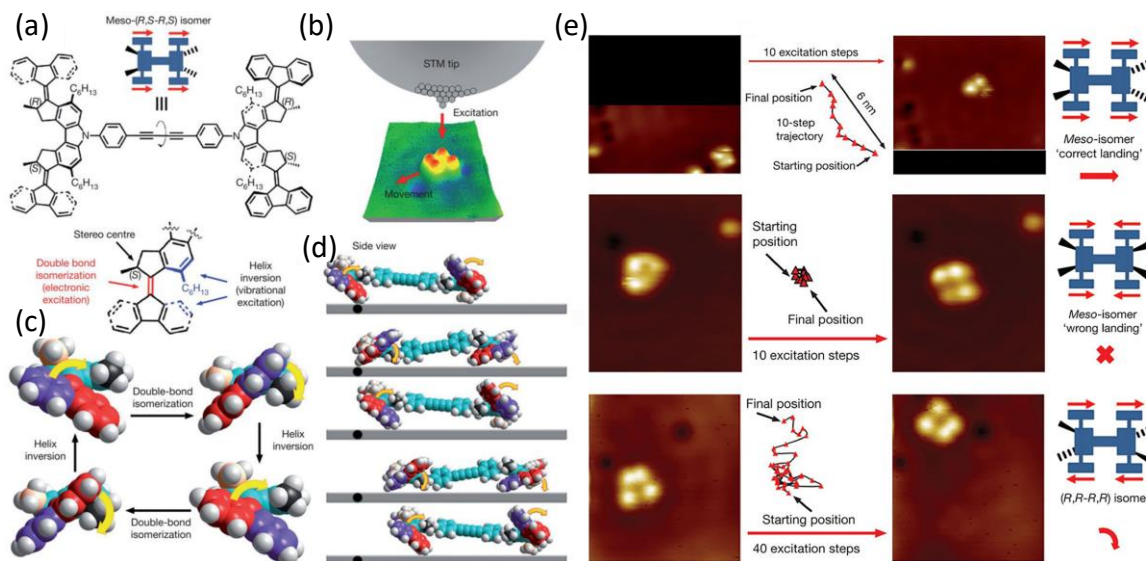 (a)
Meso-(R,S-R,S) isomer
C6H13
(R)
(S)
C6H13
N
N
C6H13
(R)
(S)
C6H13
Stereo centre
(S)
Double bond
isomerization
(electronic
excitation)
C6H13
Helix
inversion
(vibrational
excitation)
(b)
STM tip
Excitation
Movement
(c)
Double-bond
isomerization
Helix
inversion
Helix
inversion
Double-bond
isomerization
(d)
Side view
(e)
10 excitation steps
Final position
6 nm
10-step
trajectory
Starting position
Meso-isomer
'correct landing'
Starting
position
Final position
10 excitation steps
Meso-isomer
'wrong landing'
Final position
Starting position
40 excitation steps
(R,R-R,R) isome